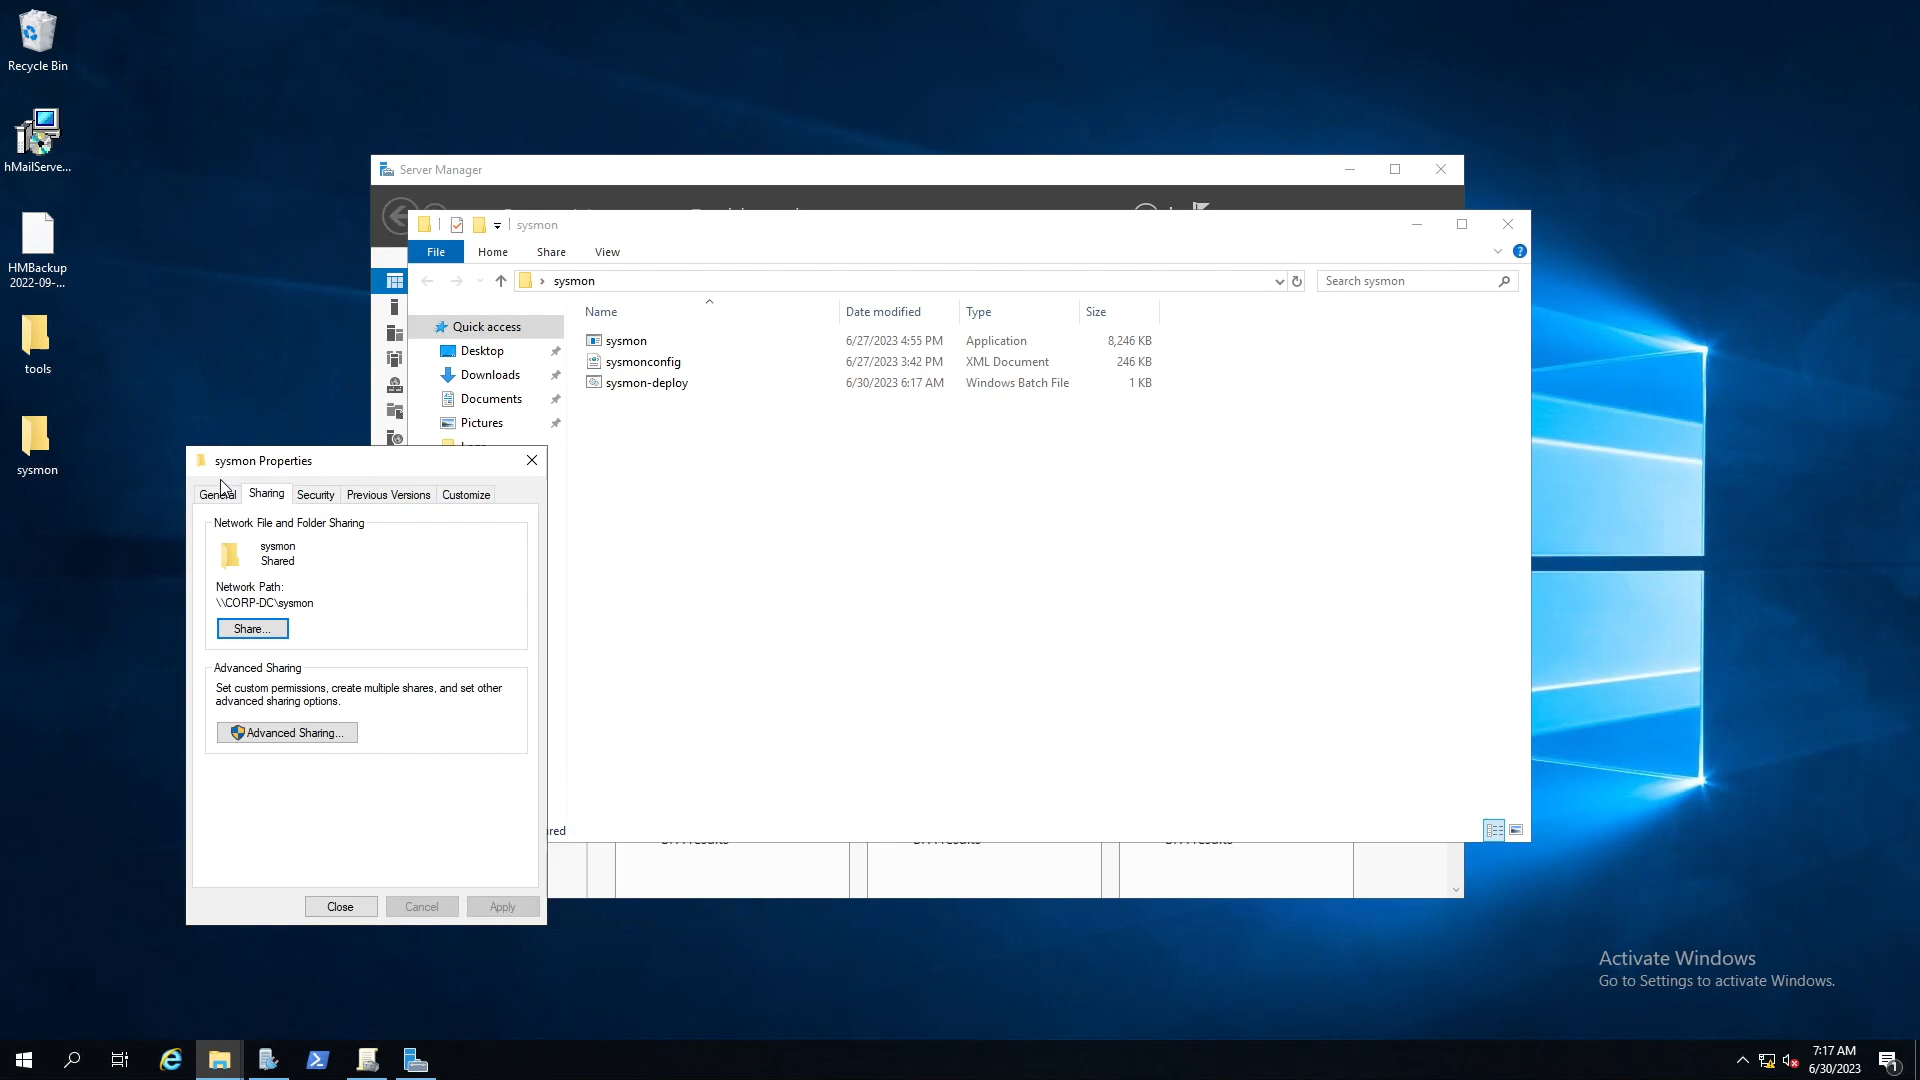 Recycle Bin
hMailServe...
HMBackup
2022-09-...
tools
sysmon
Server Manager
sysmon
File
Home
Share
View
sysmon
Search sysmon
Name
Date modified
Type
Size
Quick access
Desktop
Downloads
Documents
Pictures
sysmon
6/27/2023 4:55 PM
Application
8,246 KB
sysmonconfig
6/27/2023 3:42 PM
XML Document
246 KB
sysmon-deploy
6/30/2023 6:17 AM
Windows Batch File
1 KB
sysmon Properties
General
Sharing
Security
Previous Versions
Customize
Network File and Folder Sharing
sysmon
Shared
Network Path:
\\CORP-DC\sysmon
Share...
Advanced Sharing
Set custom permissions, create multiple shares, and set other
advanced sharing options.
Advanced Sharing...
Close
Cancel
Apply
Activate Windows
Go to Settings to activate Windows.
7:17 AM
6/30/2023
1